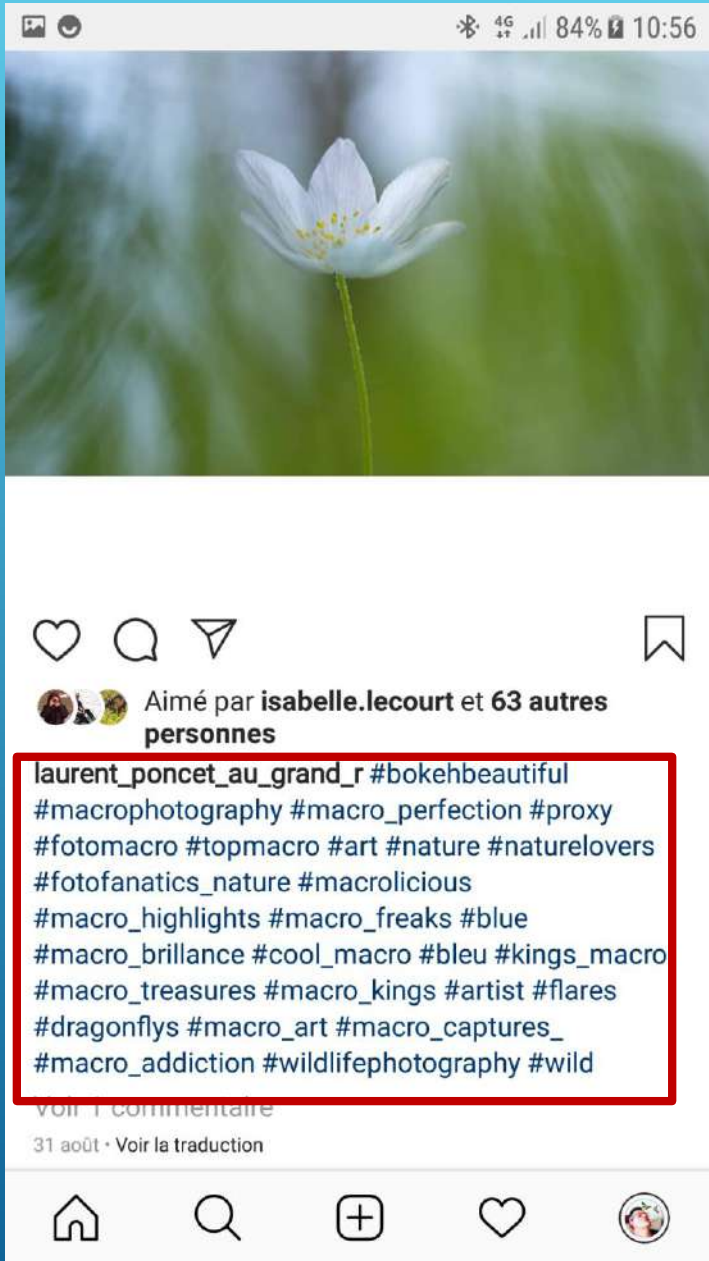 4G 84% 10:56
Aimé par isabelle.lecourt et 63 autres
personnes
laurent_poncet_au_grand_r #bokehbeautiful
#macrophotography #macro_perfection #proxy
#fotomacro #topmacro #art #nature #naturelovers
#fotofanatics_nature #macrolicious
#macro_highlights #macro_freaks #blue
#macro_brillance #cool_macro #bleu #kings_macro
#macro_treasures #macro_kings #artist #flares
#dragonflys #macro_art #macro_captures_
#macro_addiction #wildlifephotography #wild
Voir 1 commentaire
31 août • Voir la traduction